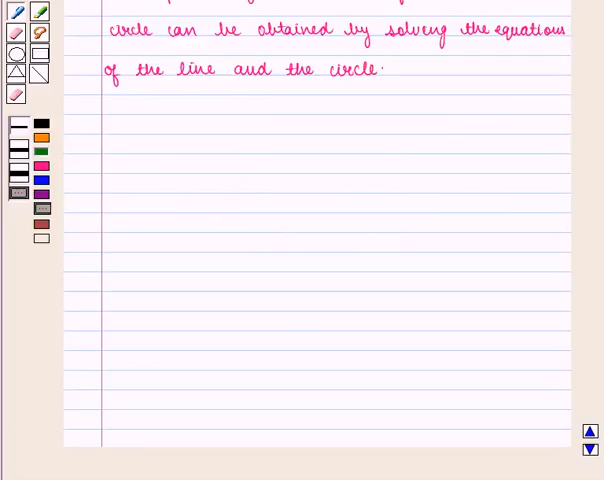 circle can be obtained by solving the equations
of the line and the circle.